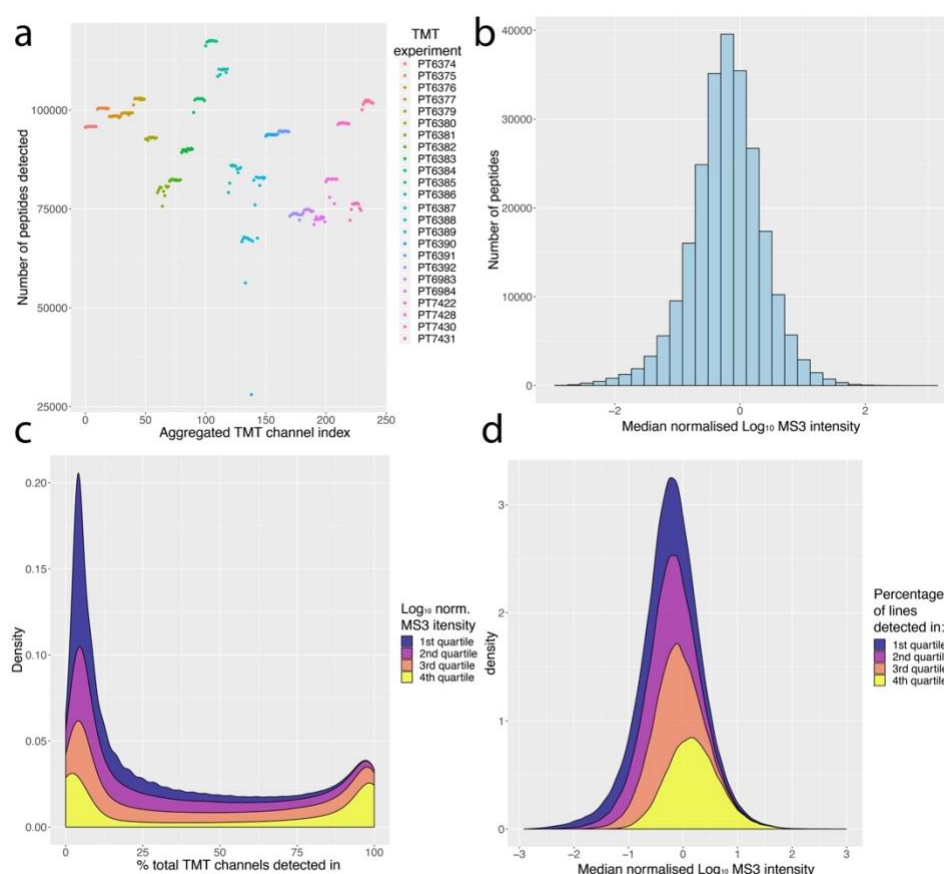 a
Number of peptides detected
100000
75000
50000
25000
0
50
100
150
200
250
Aggregated TMT channel index
TMT
experiment
PT6374
PT6375
PT6376
PT6377
PT6379
PT6380
PT6381
PT6382
PT6383
PT6384
PT6385
PT6386
PT6387
PT6388
PT6389
PT6390
PT6391
PT6392
PT6983
PT6984
PT7422
PT7428
PT7430
PT7431
b
Number of peptides
40000
30000
20000
10000
0
−2
0
2
Median normalised Log₁₀ MS3 intensity
c
Density
0.20
0.15
0.10
0.05
0.00
0
25
50
75
100
% total TMT channels detected in
Log₁₀ norm.
MS3 itensity
1st quartile
2nd quartile
3rd quartile
4th quartile
d
density
3
2
1
0
−3
−2
−1
0
1
2
3
Median normalised Log₁₀ MS3 intensity
Percentage
of lines
detected in:
1st quartile
2nd quartile
3rd quartile
4th quartile